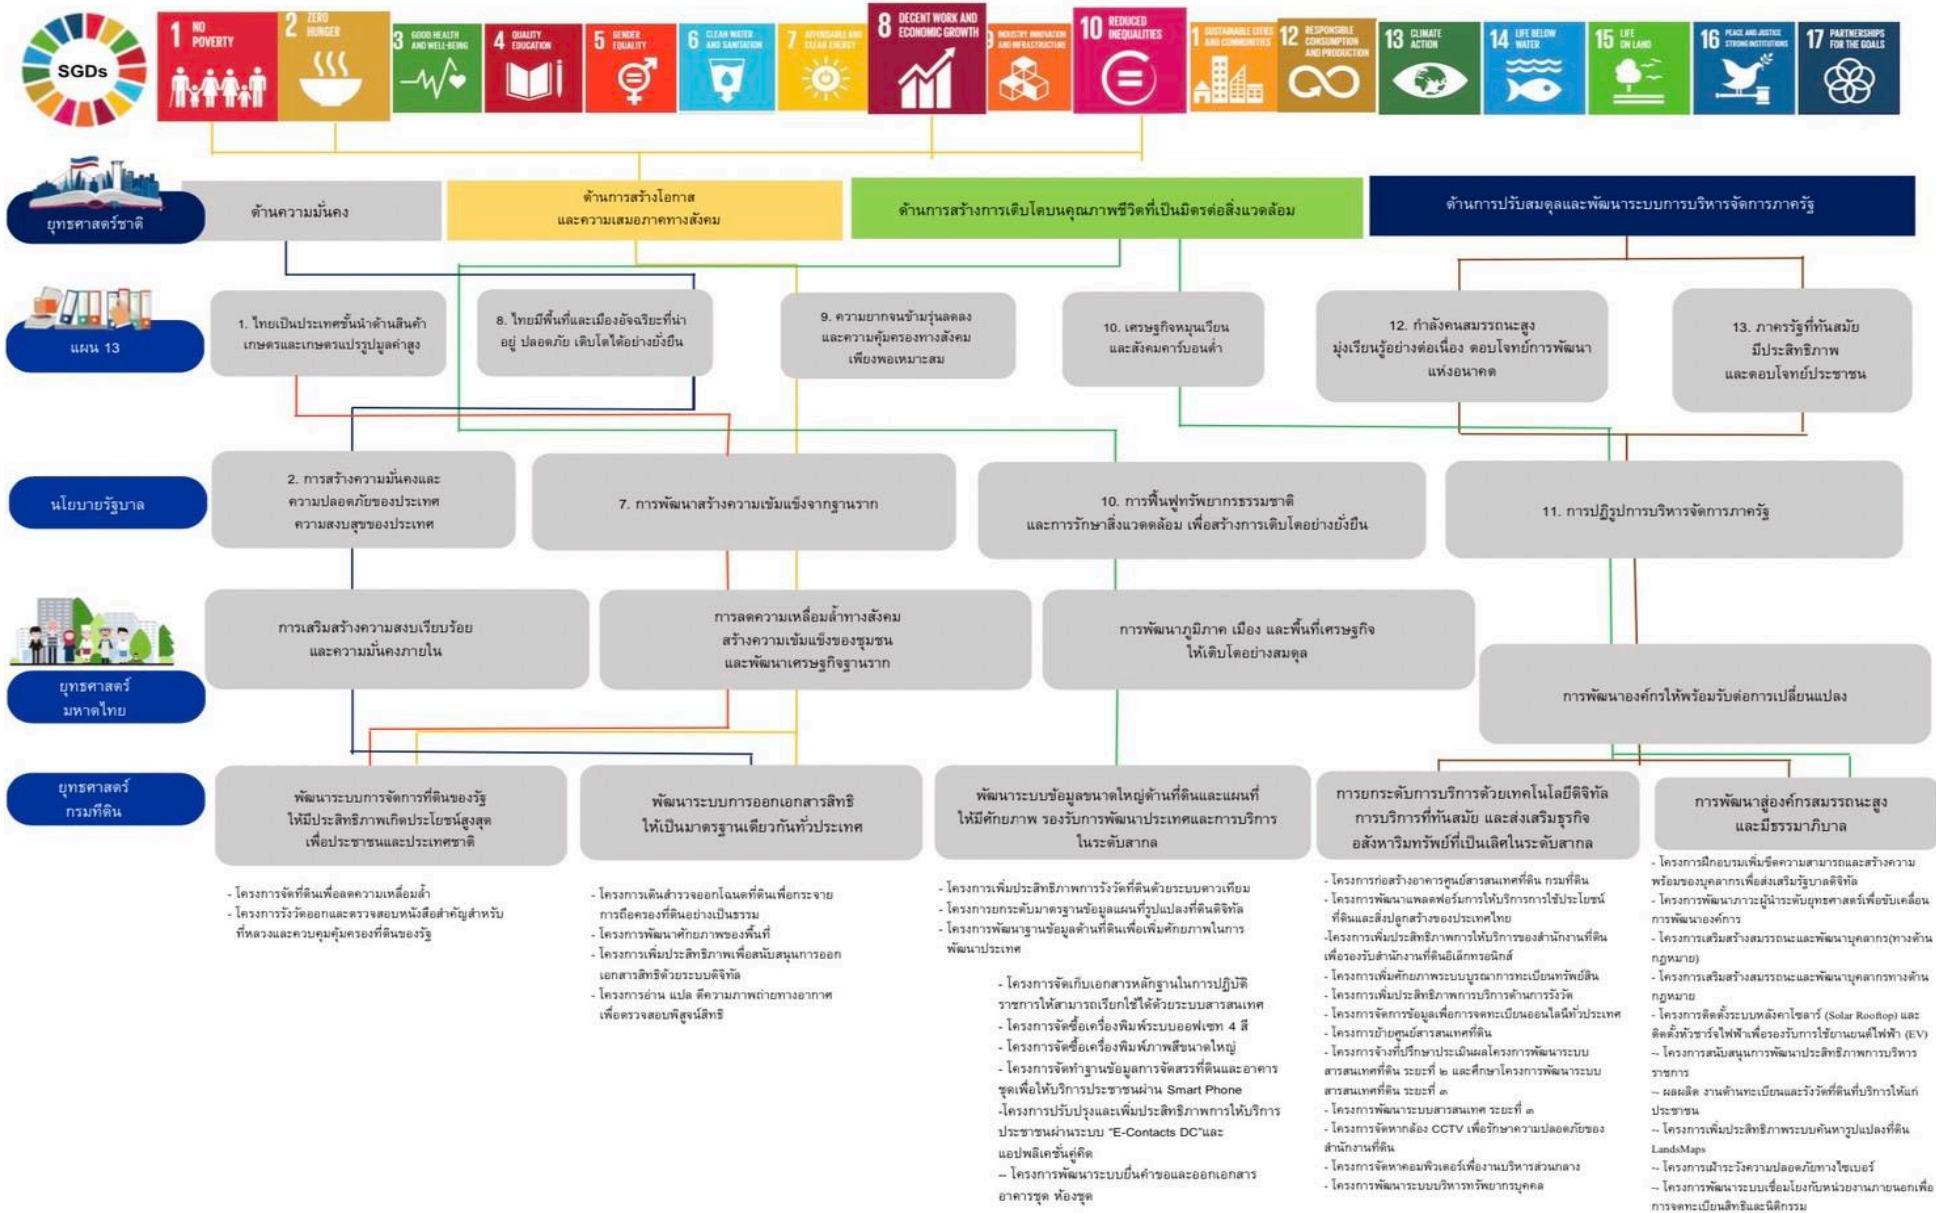 SGDs
1 NO POVERTY
2 ZERO HUNGER
3 GOOD HEALTH AND WELL-BEING
4 QUALITY EDUCATION
5 GENDER EQUALITY
6 CLEAN WATER AND SANITATION
7 AFFORDABLE AND CLEAN ENERGY
8 DECENT WORK AND ECONOMIC GROWTH
9 INDUSTRY INNOVATION AND INFRASTRUCTURE
10 REDUCED INEQUALITIES
1 SUSTAINABLE CITIES AND COMMUNITIES
12 RESPONSIBLE CONSUMPTION AND PRODUCTION
13 CLIMATE ACTION
14 LIFE BELOW WATER
15 LIFE ON LAND
16 PEACE AND JUSTICE STRONG INSTITUTIONS
17 PARTNERSHIPS FOR THE GOALS
ยุทธศาสตร์ชาติ
ด้านความมั่นคง
ด้านการสร้างโอกาส
และความเสมอภาคทางสังคม
ด้านการสร้างการเติบโตบนคุณภาพชีวิตที่เป็นมิตรต่อสิ่งแวดล้อม
ด้านการปรับสมดุลและพัฒนาระบบการบริหารจัดการภาครัฐ
แผน 13
1. ไทยเป็นประเทศชั้นนำด้านสินค้า
เกษตรและเกษตรแปรรูปมูลค่าสูง
8. ไทยมีพื้นที่และเมืองอัจฉริยะที่น่า
อยู่ ปลอดภัย เติบโตได้อย่างยั่งยืน
9. ความยากจนข้ามรุ่นลดลง
และความคุ้มครองทางสังคม
เพียงพอเหมาะสม
10. เศรษฐกิจหมุนเวียน
และสังคมคาร์บอนต่ำ
12. กำลังคนสมรรถนะสูง
มุ่งเรียนรู้อย่างต่อเนื่อง ตอบโจทย์การพัฒนา
แห่งอนาคต
13. ภาครรัฐที่ทันสมัย
มีประสิทธิภาพ
และตอบโจทย์ประชาชน
นโยบายรัฐบาล
2. การสร้างความมั่นคงและ
ความปลอดภัยของประเทศ
ความสงบสุขของประเทศ
7. การพัฒนาสร้างความเข้มแข็งจากฐานราก
10. การฟื้นฟูทรัพยากรธรรมชาติ
และการรักษาสิ่งแวดดล้อม เพื่อสร้างการเติบโตอย่างยั่งยืน
11. การปฏิรูปการบริหารจัดการภาครัฐ
ยุทธศาสตร์
มหาดไทย
การเสริมสร้างความสงบเรียบร้อย
และความมั่นคงภายใน
การลดความเหลื่อมล้ำทางสังคม
สร้างความเข้มแข็งของชุมชน
และพัฒนาเศรษฐกิจฐานราก
การพัฒนาภูมิภาค เมือง และพื้นที่เศรษฐกิจ
ให้เติบโตอย่างสมดุล
การพัฒนาองค์กรให้พร้อมรับต่อการเปลี่ยนแปลง
ยุทธศาสตร์
กรมที่ดิน
พัฒนาระบบการจัดการที่ดินของรัฐ
ให้มีประสิทธิภาพเกิดประโยชน์สูงสุด
เพื่อประชาชนและประเทศชาติ
พัฒนาระบบการออกเอกสารสิทธิ
ให้เป็นมาตรฐานเดียวกันทั่วประเทศ
พัฒนาระบบข้อมูลขนาดใหญ่ด้านที่ดินและแผนที่
ให้มีศักยภาพ รองรับการพัฒนาประเทศและการบริการ
ในระดับสากล
การยกระดับการบริการด้วยเทคโนโลยีดิจิทัล
การบริการที่ทันสมัย และส่งเสริมธุรกิจ
อสังหาริมทรัพย์ที่เป็นเลิศในระดับสากล
การพัฒนาสู่องค์กรสมรรถนะสูง
และมีธรรมาภิบาล
- โครงการจัดที่ดินเพื่อลดความเหลื่อมล้ำ
- โครงการรังวัดออกและตรวจสอบหนังสือสำคัญสำหรับ
ที่หลวงและควบคุมคุ้มครองที่ดินของรัฐ
- โครงการเดินสำรวจออกโฉนดที่ดินเพื่อกระจาย
การถือครองที่ดินอย่างเป็นธรรม
- โครงการพัฒนาศักยภาพของพื้นที่
- โครงการเพิ่มประสิทธิภาพเพื่อสนับสนุนการออก
เอกสารสิทธิด้วยระบบดิจิทัล
- โครงการอ่าน แปล ตีความภาพถ่ายทางอากาศ
เพื่อตรวจสอบพิสูจน์สิทธิ
- โครงการเพิ่มประสิทธิภาพการรังวัดที่ดินด้วยระบบดาวเทียม
- โครงการยกระดับมาตรฐานข้อมูลแผนที่รูปแปลงที่ดินดิจิทัล
- โครงการพัฒนาฐานข้อมูลด้านที่ดินเพื่อเพิ่มศักยภาพในการ
พัฒนาประเทศ
- โครงการจัดเก็บเอกสารหลักฐานในการปฏิบัติ
ราชการให้สามารถเรียกใช้ได้ด้วยระบบสารสนเทศ
- โครงการจัดซื้อเครื่องพิมพ์ระบบออฟเซท 4 สี
- โครงการจัดซื้อเครื่องพิมพ์ภาพสีขนาดใหญ่
- โครงการจัดทำฐานข้อมูลการจัดสรรที่ดินและอาคาร
ชุดเพื่อให้บริการประชาชนผ่าน Smart Phone
-โครงการปรับปรุงและเพิ่มประสิทธิภาพการให้บริการ
ประชาชนผ่านระบบ "E-Contacts DC"และ
แอปพลิเคชั่นคู่คิด
-- โครงการพัฒนาระบบยื่นคำขอและออกเอกสาร
อาคารชุด ห้องชุด
- โครงการก่อสร้างอาคารศูนย์สารสนเทศที่ดิน กรมที่ดิน
- โครงการพัฒนาแพลตฟอร์มการให้บริการการใช้ประโยชน์
ที่ดินและสิ่งปลูกสร้างของประเทศไทย
-โครงการเพิ่มประสิทธิภาพการให้บริการของสำนักงานที่ดิน
เพื่อรองรับสำนักงานที่ดินอิเล็กทรอนิกส์
- โครงการเพิ่มศักยภาพระบบบูรณาการทะเบียนทรัพย์สิน
- โครงการเพิ่มประสิทธิภาพการบริการด้านการรังวัด
- โครงการจัดการข้อมูลเพื่อการจดทะเบียนออนไลน์ทั่วประเทศ
- โครงการย้ายศูนย์สารสนเทศที่ดิน
- โครงการจ้างที่ปรึกษาประเมินผลโครงการพัฒนาระบบ
สารสนเทศที่ดิน ระยะที่ ๒ และศึกษาโครงการพัฒนาระบบ
สารสนเทศที่ดิน ระยะที่ ๓
- โครงการพัฒนาระบบสารสนเทศ ระยะที่ ๓
- โครงการจัดหากล้อง CCTV เพื่อรักษาความปลอดภัยของ
สำนักงานที่ดิน
- โครงการจัดหาคอมพิวเตอร์เพื่องานบริหารส่วนกลาง
- โครงการพัฒนาระบบบริหารทรัพยากรบุคคล
- โครงการฝึกอบรมเพิ่มขีดความสามารถและสร้างความ
พร้อมของบุคลากรเพื่อส่งเสริมรัฐบาลดิจิทัล
- โครงการพัฒนาภาวะผู้นำระดับยุทธศาสตร์เพื่อขับเคลื่อน
การพัฒนาองค์การ
- โครงการเสริมสร้างสมรรถนะและพัฒนาบุคลากร(ทางด้าน
กฎหมาย)
- โครงการเสริมสร้างสมรรถนะและพัฒนาบุคลากรทางด้าน
กฎหมาย
- โครงการติดตั้งระบบหลังคาโซลาร์ (Solar Rooftop) และ
ติดตั้งหัวชาร์จไฟฟ้าเพื่อรองรับการใช้ยานยนต์ไฟฟ้า (EV)
-- โครงการสนับสนุนการพัฒนาประสิทธิภาพการบริหาร
ราชการ
-- ผลผลิต งานด้านทะเบียนและรังวัดที่ดินที่บริการให้แก่
ประชาชน
-- โครงการเพิ่มประสิทธิภาพระบบค้นหารูปแปลงที่ดิน
LandsMaps
-- โครงการเฝ้าระวังความปลอดภัยทางไซเบอร์
-- โครงการพัฒนาระบบเชื่อมโยงกับหน่วยงานภายนอกเพื่อ
การจดทะเบียนสิทธิและนิติกรรม